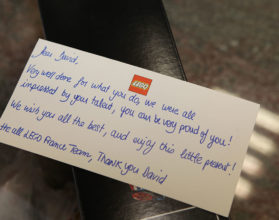 Dear David,
LEGO
Very well done for what you do, we were all
impressed by your talent, you can be very proud of you!
We wish you all the best, and enjoy this little present!
The all LEGO France Team, Thank you David